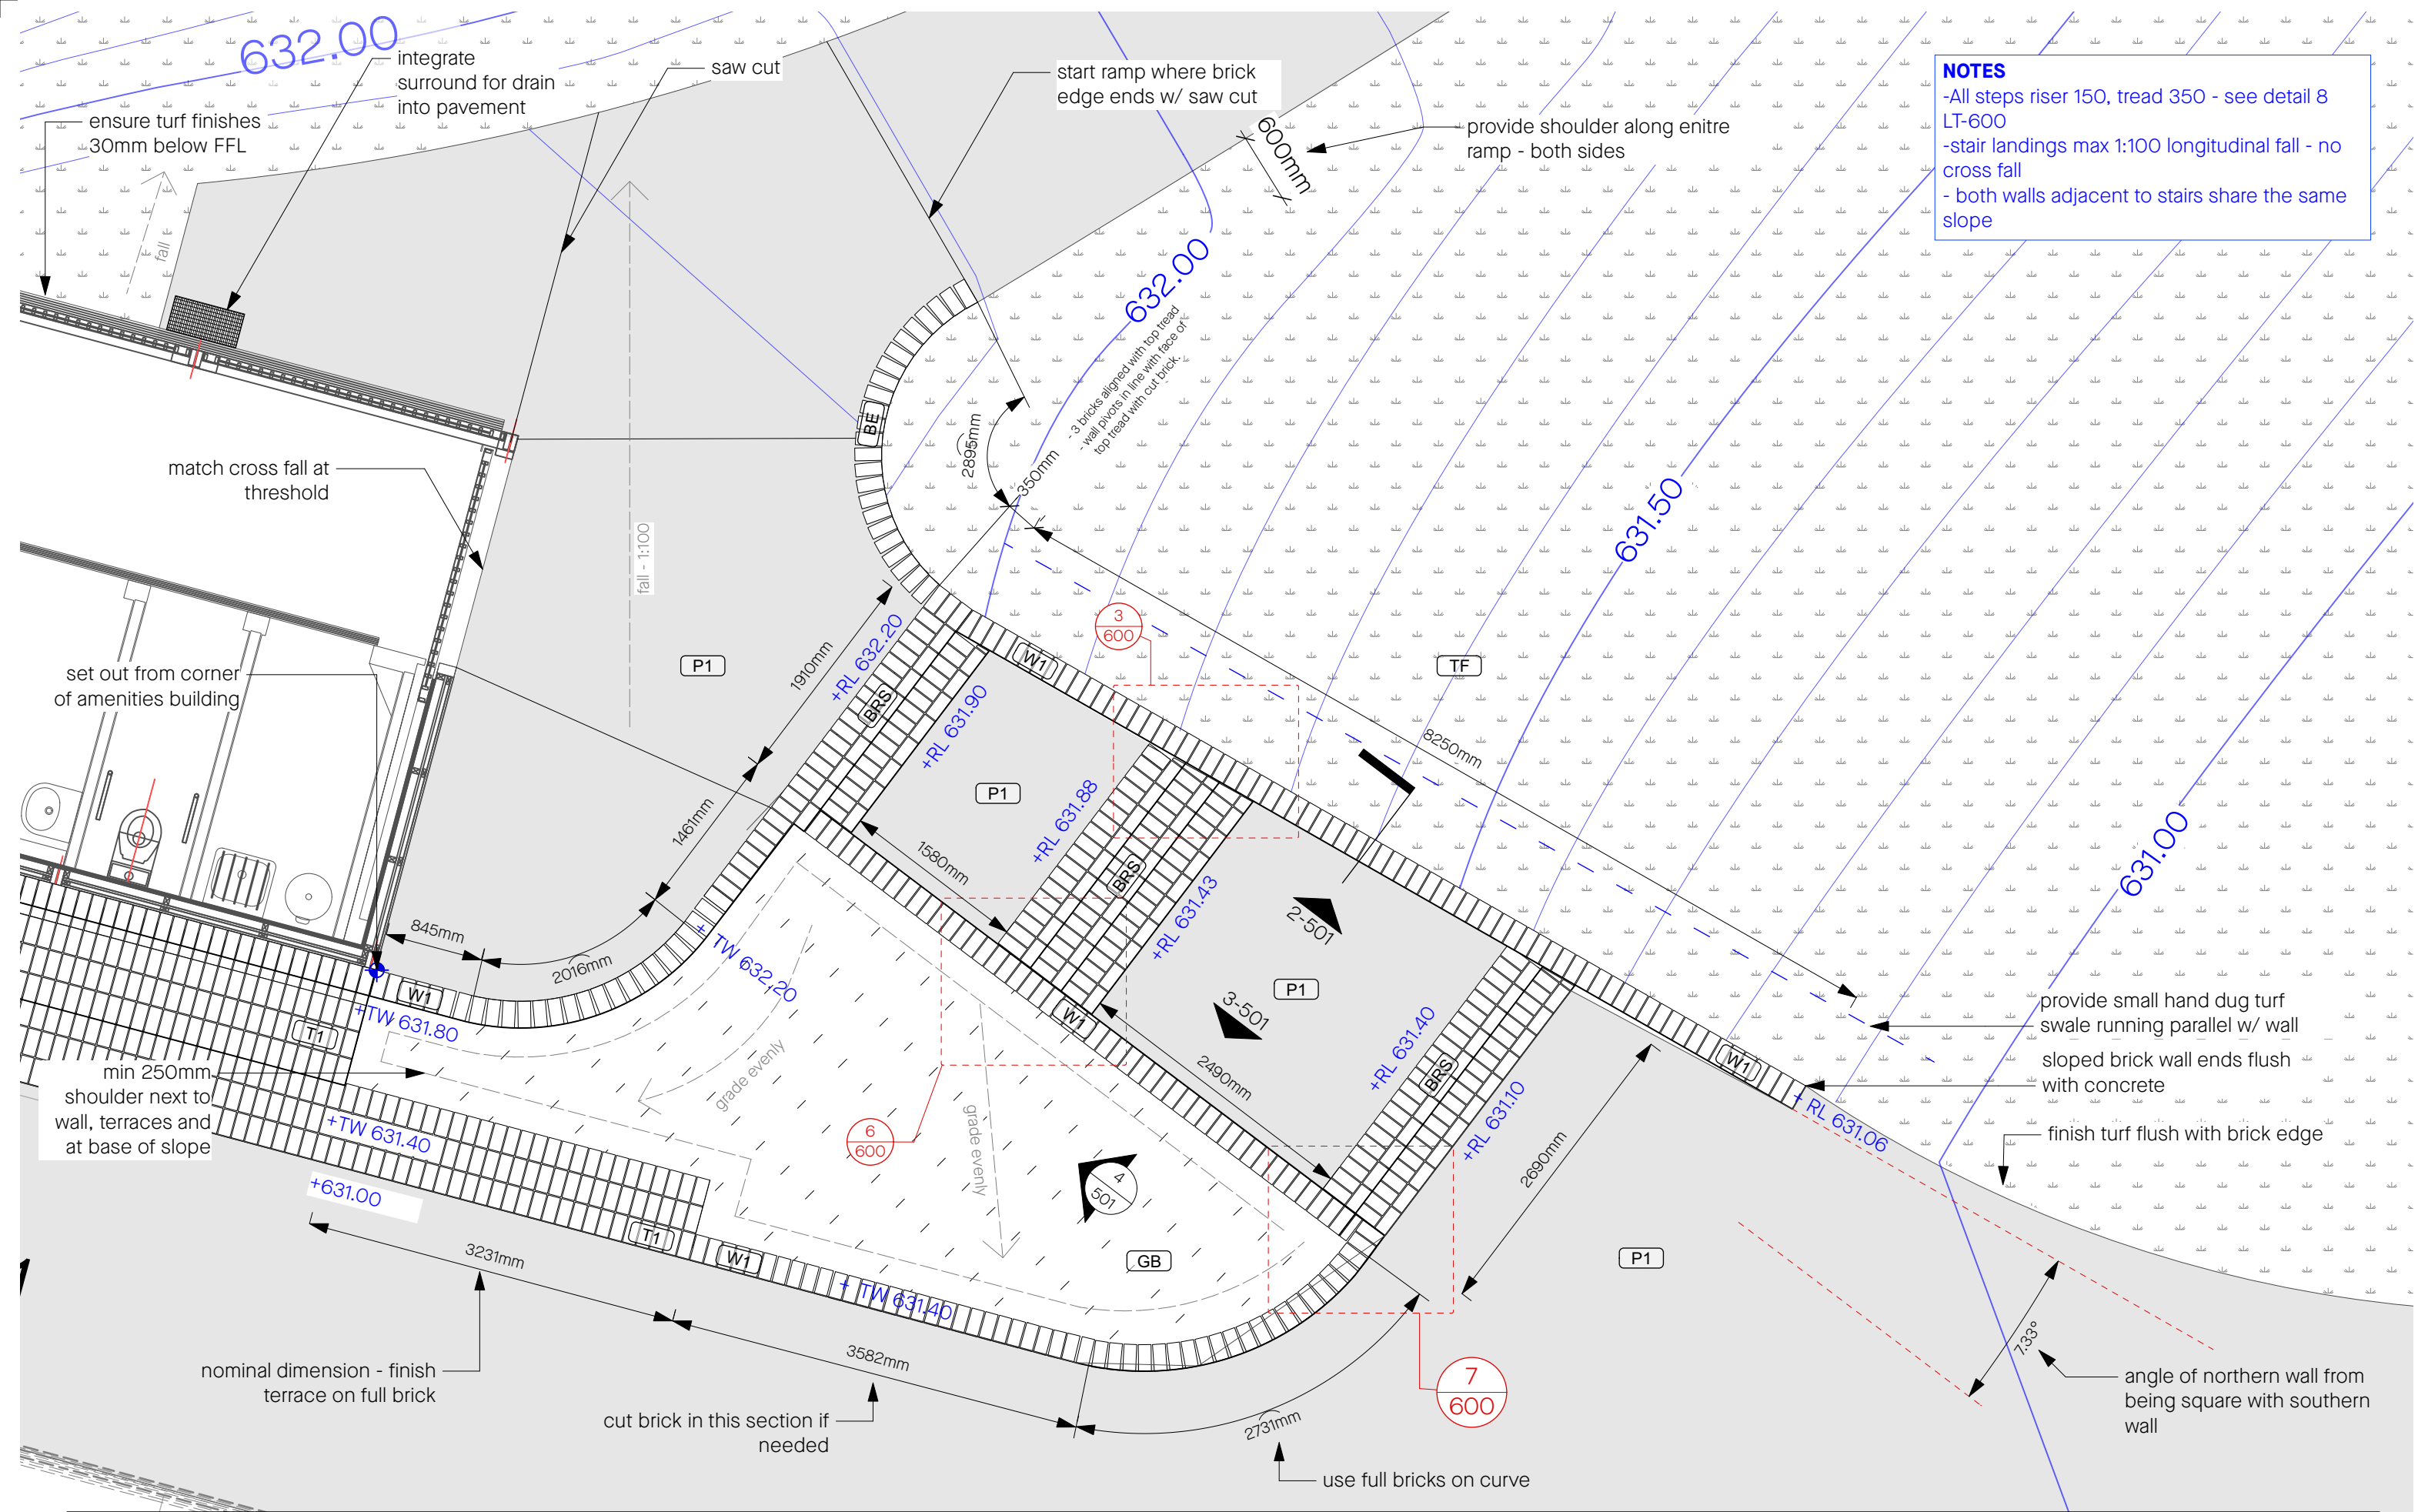 632.00
integrate
surround for drain
into pavement
saw cut
start ramp where brick
edge ends w/ saw cut
600mm
provide shoulder along enitre
ramp - both sides
NOTES
-All steps riser 150, tread 350 - see detail 8
LT-600
-stair landings max 1:100 longitudinal fall - no
cross fall
- both walls adjacent to stairs share the same
slope
ensure turf finishes
30mm below FFL
fall
632.00
- 3 bricks aligned with top tread
- wall pivots in line with face of
top tread with cut brick.
BE
2895mm
350mm
match cross fall at
threshold
fall - 1:100
631.50
set out from corner
of amenities building
P1
1910mm
+RL 632.20
BRS
+RL 631.90
W1
3
600
TF
8250mm
P1
1461mm
1580mm
+RL 631.88
BRS
+RL 631.43
631.00
2-501
845mm
2016mm
+ TW 632.20
W1
+TW 631.80
T1
P1
3-501
W1
2490mm
+RL 631.40
BRS
+RL 631.10
W1
provide small hand dug turf
swale running parallel w/ wall
sloped brick wall ends flush
with concrete
+ RL 631.06
finish turf flush with brick edge
min 250mm
shoulder next to
wall, terraces and
at base of slope
grade evenly
grade evenly
+TW 631.40
+631.00
6
600
4
501
2690mm
T1
W1
GB
P1
3231mm
+ TW 631.40
3582mm
nominal dimension - finish
terrace on full brick
cut brick in this section if
needed
2731mm
7
600
use full bricks on curve
7.33°
angle of northern wall from
being square with southern
wall